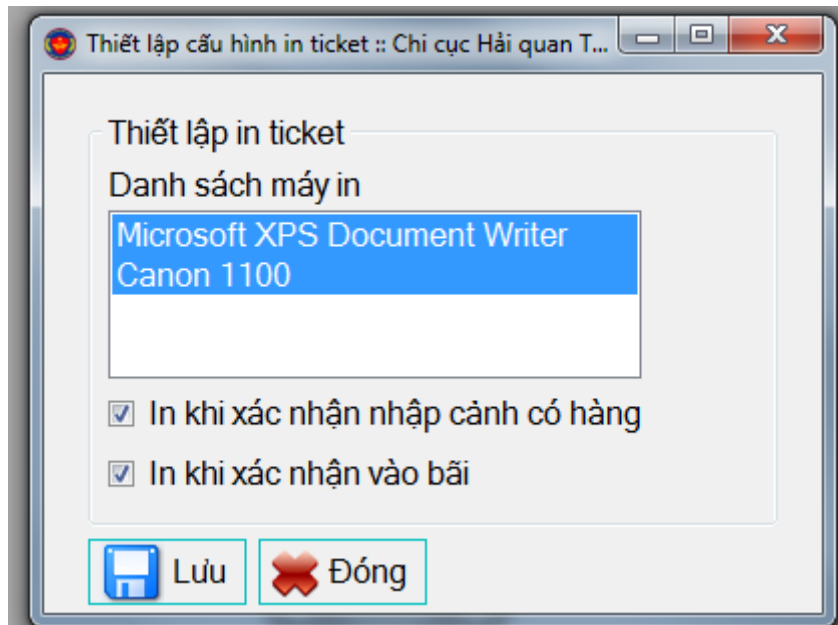 Thiết lập cấu hình in ticket :: Chi cục Hải quan T...
Thiết lập in ticket
Danh sách máy in
Microsoft XPS Document Writer
Canon 1100
In khi xác nhận nhập cảnh có hàng
In khi xác nhận vào bãi
Lưu
Đóng